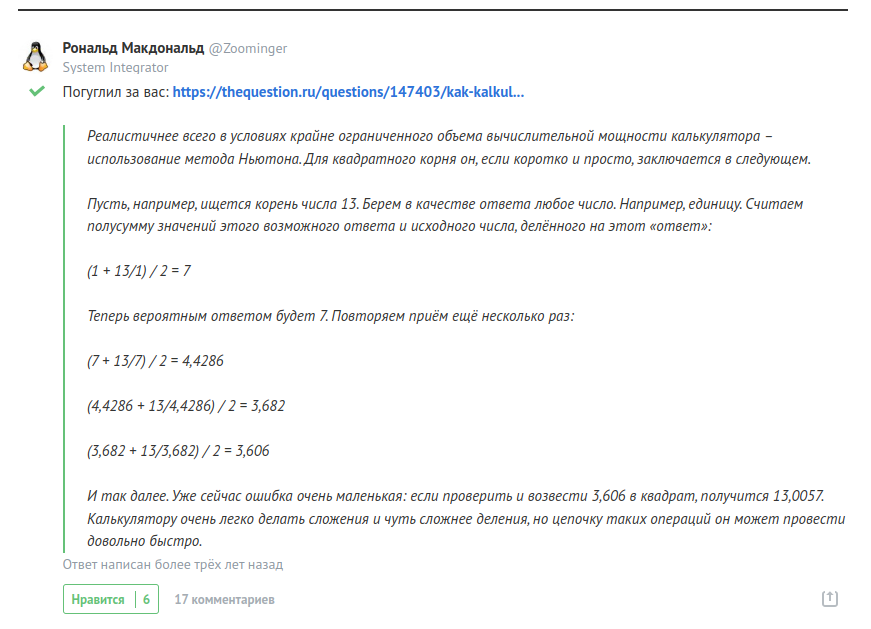 Рональд Макдональд @Zoominger
System Integrator
Погуглил за вас: https://thequestion.ru/questions/147403/kak-kalkul...
Реалистичнее всего в условиях крайне ограниченного объема вычислительной мощности калькулятора –
использование метода Ньютона. Для квадратного корня он, если коротко и просто, заключается в следующем.
Пусть, например, ищется корень числа 13. Берем в качестве ответа любое число. Например, единицу. Считаем
полусумму значений этого возможного ответа и исходного числа, делённого на этот «ответ»:
(1 + 13/1) / 2 = 7
Теперь вероятным ответом будет 7. Повторяем приём ещё несколько раз:
(7 + 13/7) / 2 = 4,4286
(4,4286 + 13/4,4286) / 2 = 3,682
(3,682 + 13/3,682) / 2 = 3,606
И так далее. Уже сейчас ошибка очень маленькая: если проверить и возвести 3,606 в квадрат, получится 13,0057.
Калькулятору очень легко делать сложения и чуть сложнее деления, но цепочку таких операций он может провести
довольно быстро.
Ответ написан более трёх лет назад
Нравится 6 17 комментариев